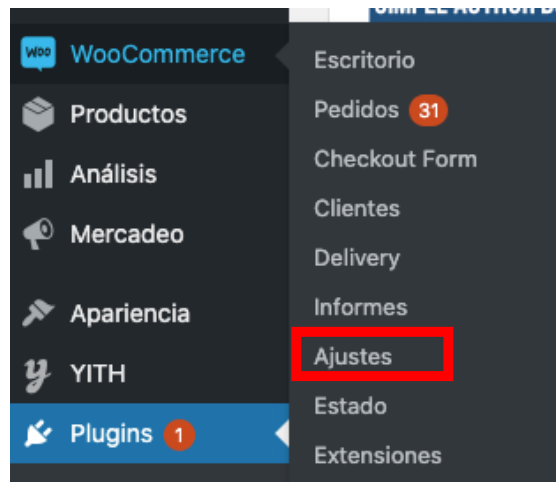 Woo WooCommerce
Productos
Análisis
Mercadeo
Apariencia
YITH
Plugins 1
Escritorio
Pedidos 31
Checkout Form
Clientes
Delivery
Informes
Ajustes
Estado
Extensiones